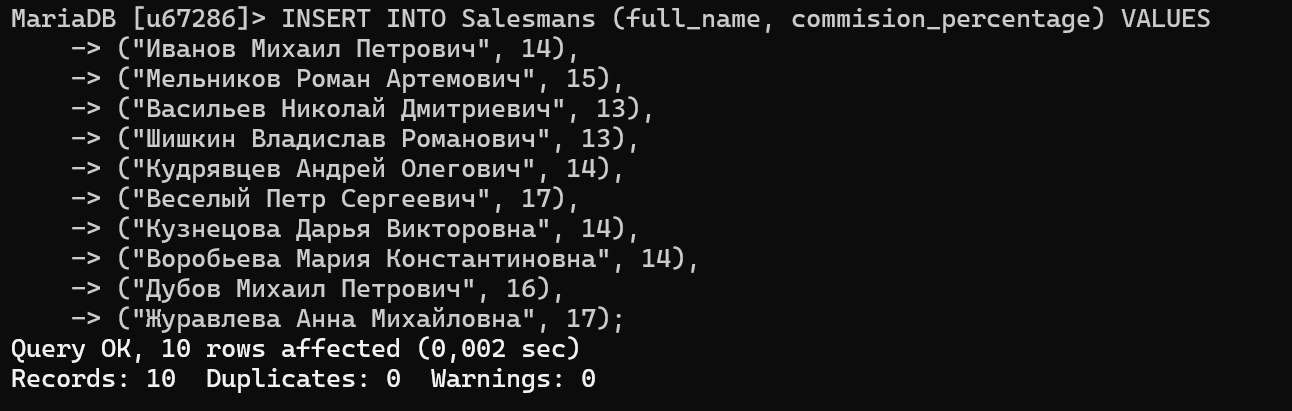 MariaDB [u67286]> INSERT INTO Salesmans (full_name, commision_percentage) VALUES
-> ("Иванов Михаил Петрович", 14),
-> ("Мельников Роман Артемович", 15),
-> ("Васильев Николай Дмитриевич", 13),
-> ("Шишкин Владислав Романович", 13),
-> ("Кудрявцев Андрей Олегович", 14),
-> ("Веселый Петр Сергеевич", 17),
-> ("Кузнецова Дарья Викторовна", 14),
-> ("Воробьева Мария Константиновна", 14),
-> ("Дубов Михаил Петрович", 16),
-> ("Журавлева Анна Михайловна", 17);
Query OK, 10 rows affected (0,002 sec)
Records: 10  Duplicates: 0  Warnings: 0